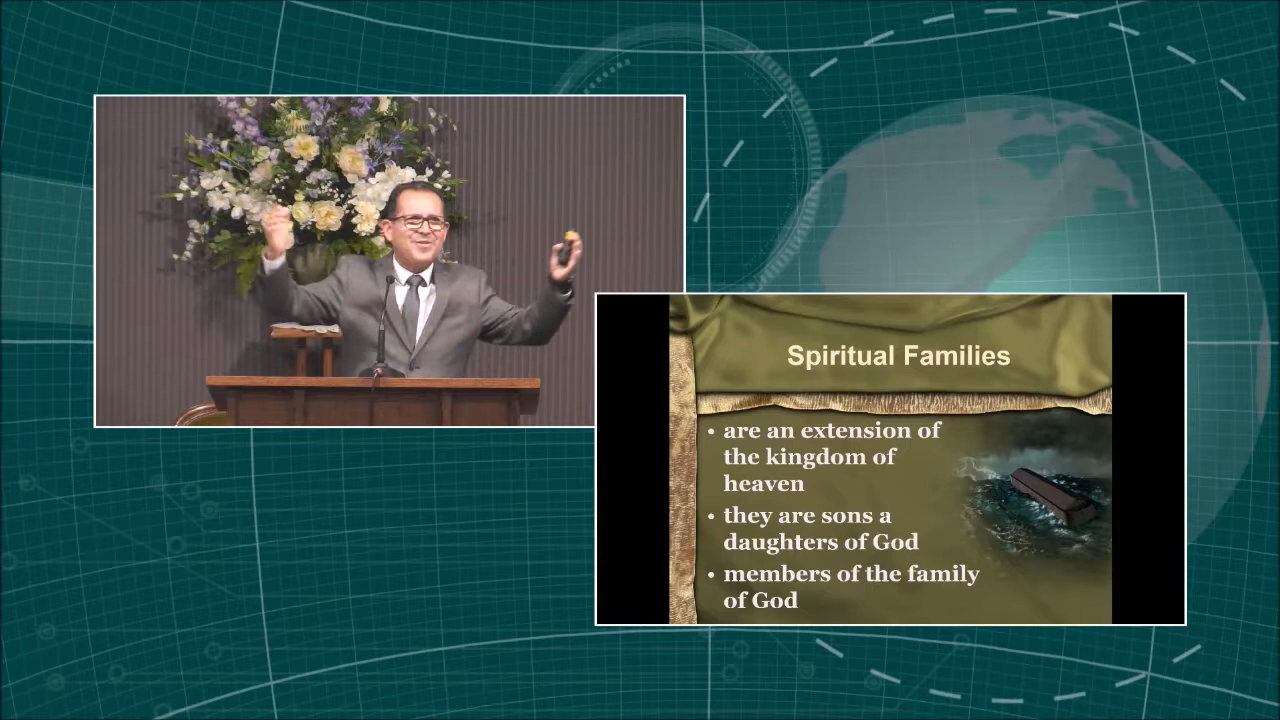 Spiritual Families
• are an extension of
the kingdom of
heaven
• they are sons a
daughters of God
• members of the family
of God